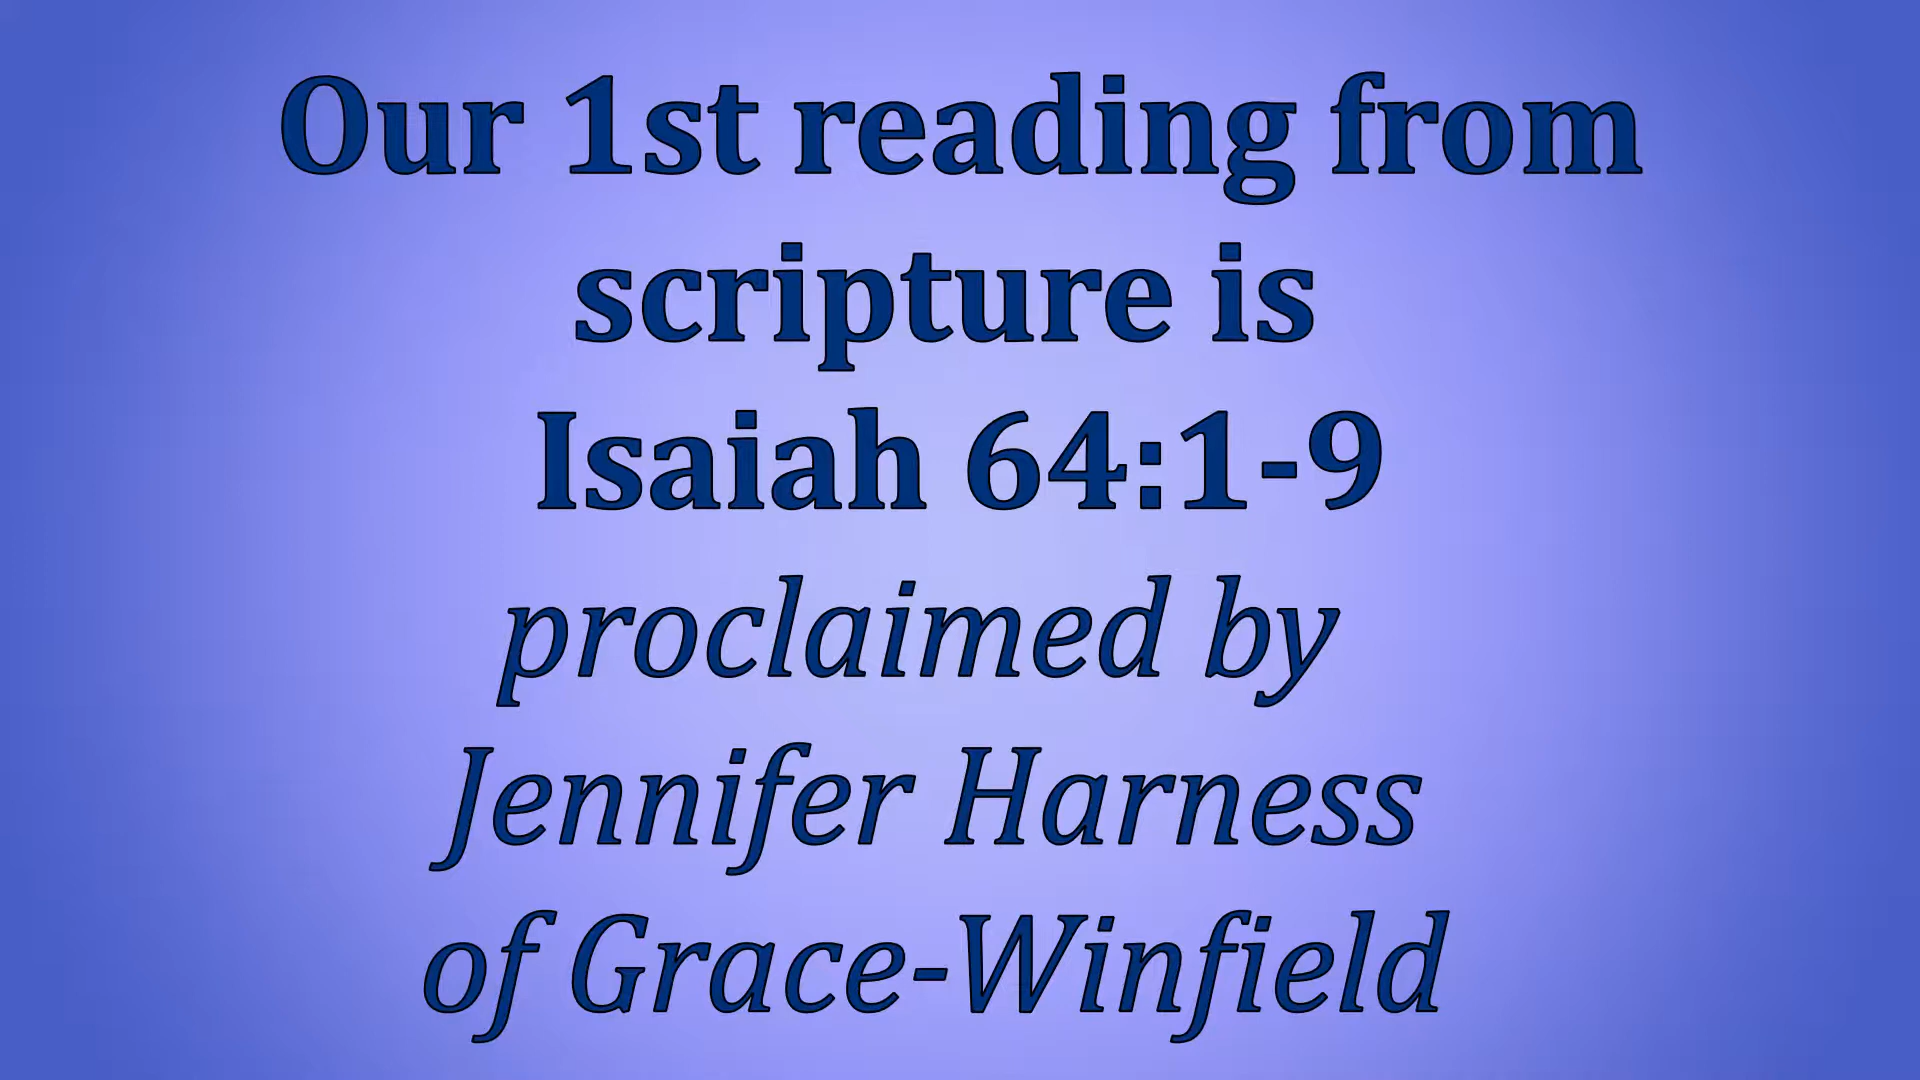 Our 1st reading from
scripture is
Isaiah 64:1-9
proclaimed by
Jennifer Harness
of Grace-Winfield